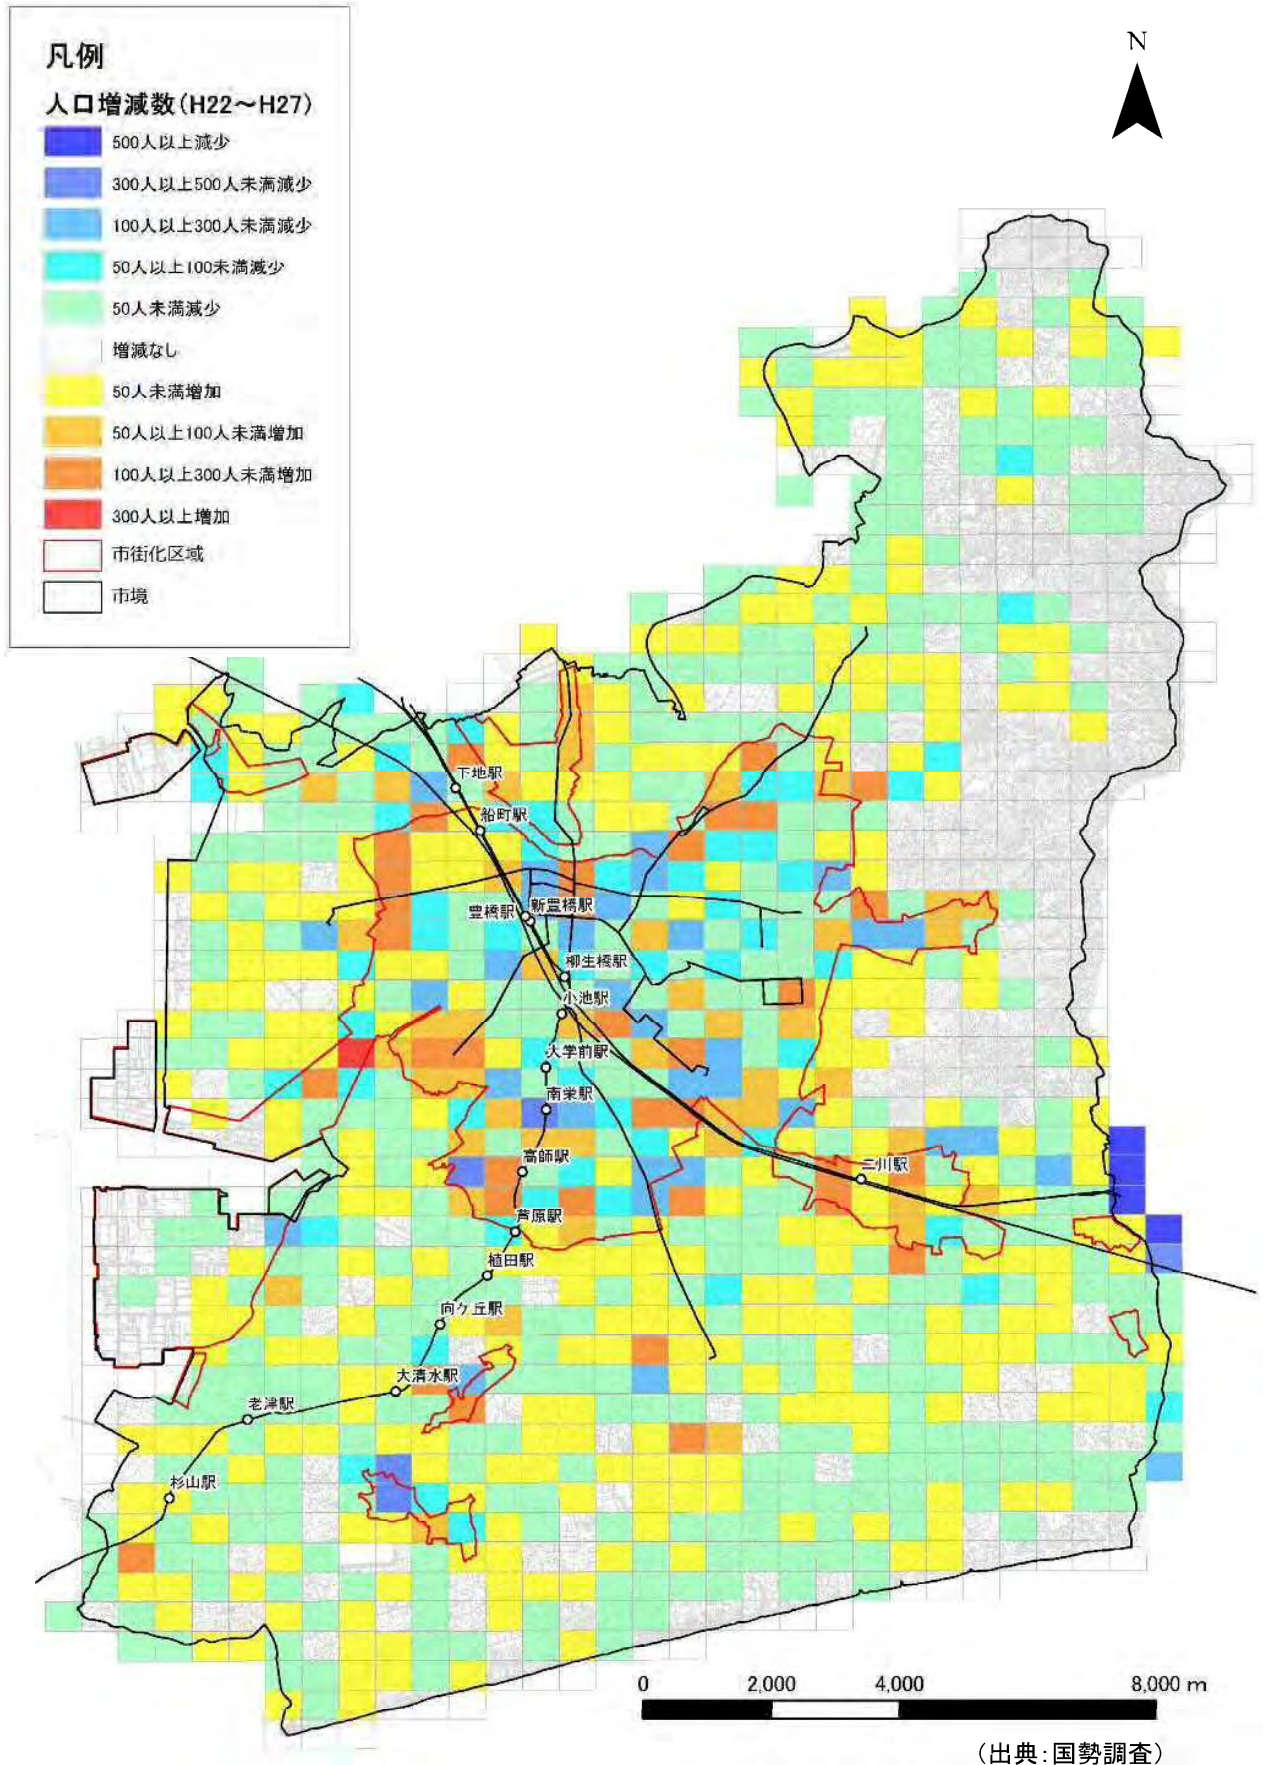 凡例
人口増減数(H22～H27)
500人以上減少
300人以上500人未満減少
100人以上300人未満減少
50人以上100未満減少
50人未満減少
増減なし
50人未満増加
50人以上100人未満増加
100人以上300人未満増加
300人以上増加
市街化区域
市境
N
下地駅
船町駅
豊橋駅
新豊橋駅
柳生橋駅
小池駅
大学前駅
南栄駅
高師駅
二川駅
芦原駅
植田駅
向ケ丘駅
大清水駅
老津駅
杉山駅
0 2,000 4,000 8,000 m
(出典:国勢調査)